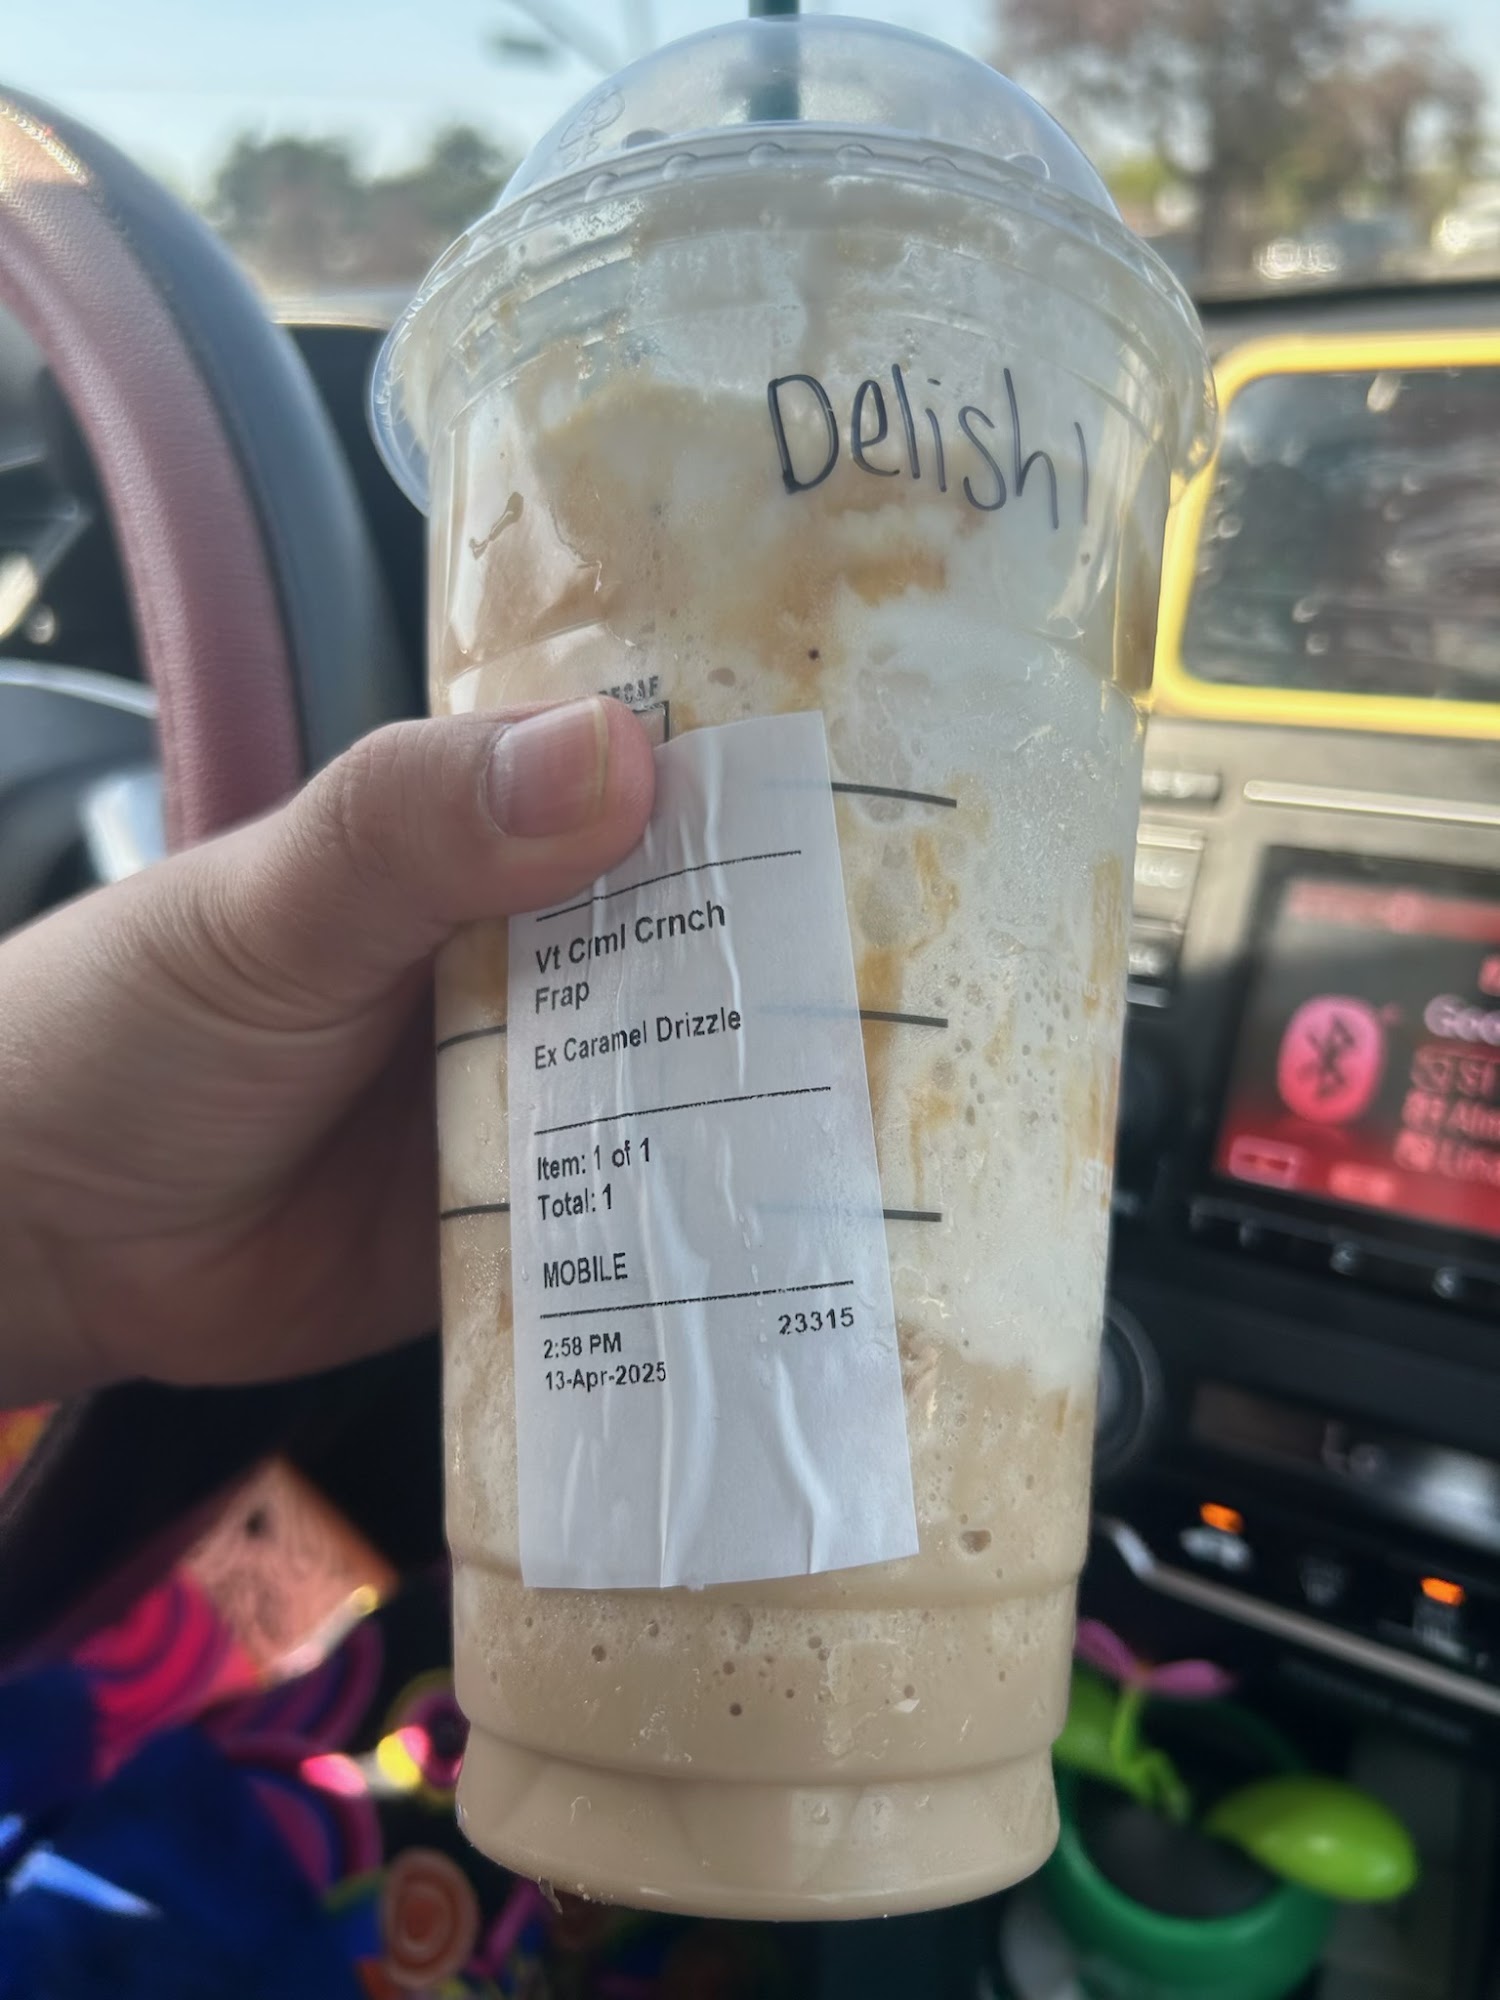 Delish!
DECAF
Vt Crml Crnch
Frap
Ex Caramel Drizzle
Item: 1 of 1
Total: 1
MOBILE
2:58 PM
23315
13-Apr-2025